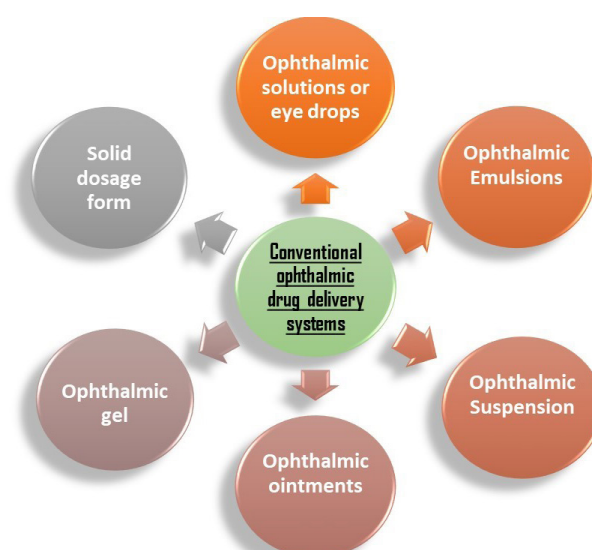 Ophthalmic
solutions or
eye drops
Solid
dosage
form
Ophthalmic
Emulsions
Conventional
ophthalmic
drug delivery
systems
Ophthalmic
gel
Ophthalmic
Suspension
Ophthalmic
ointments